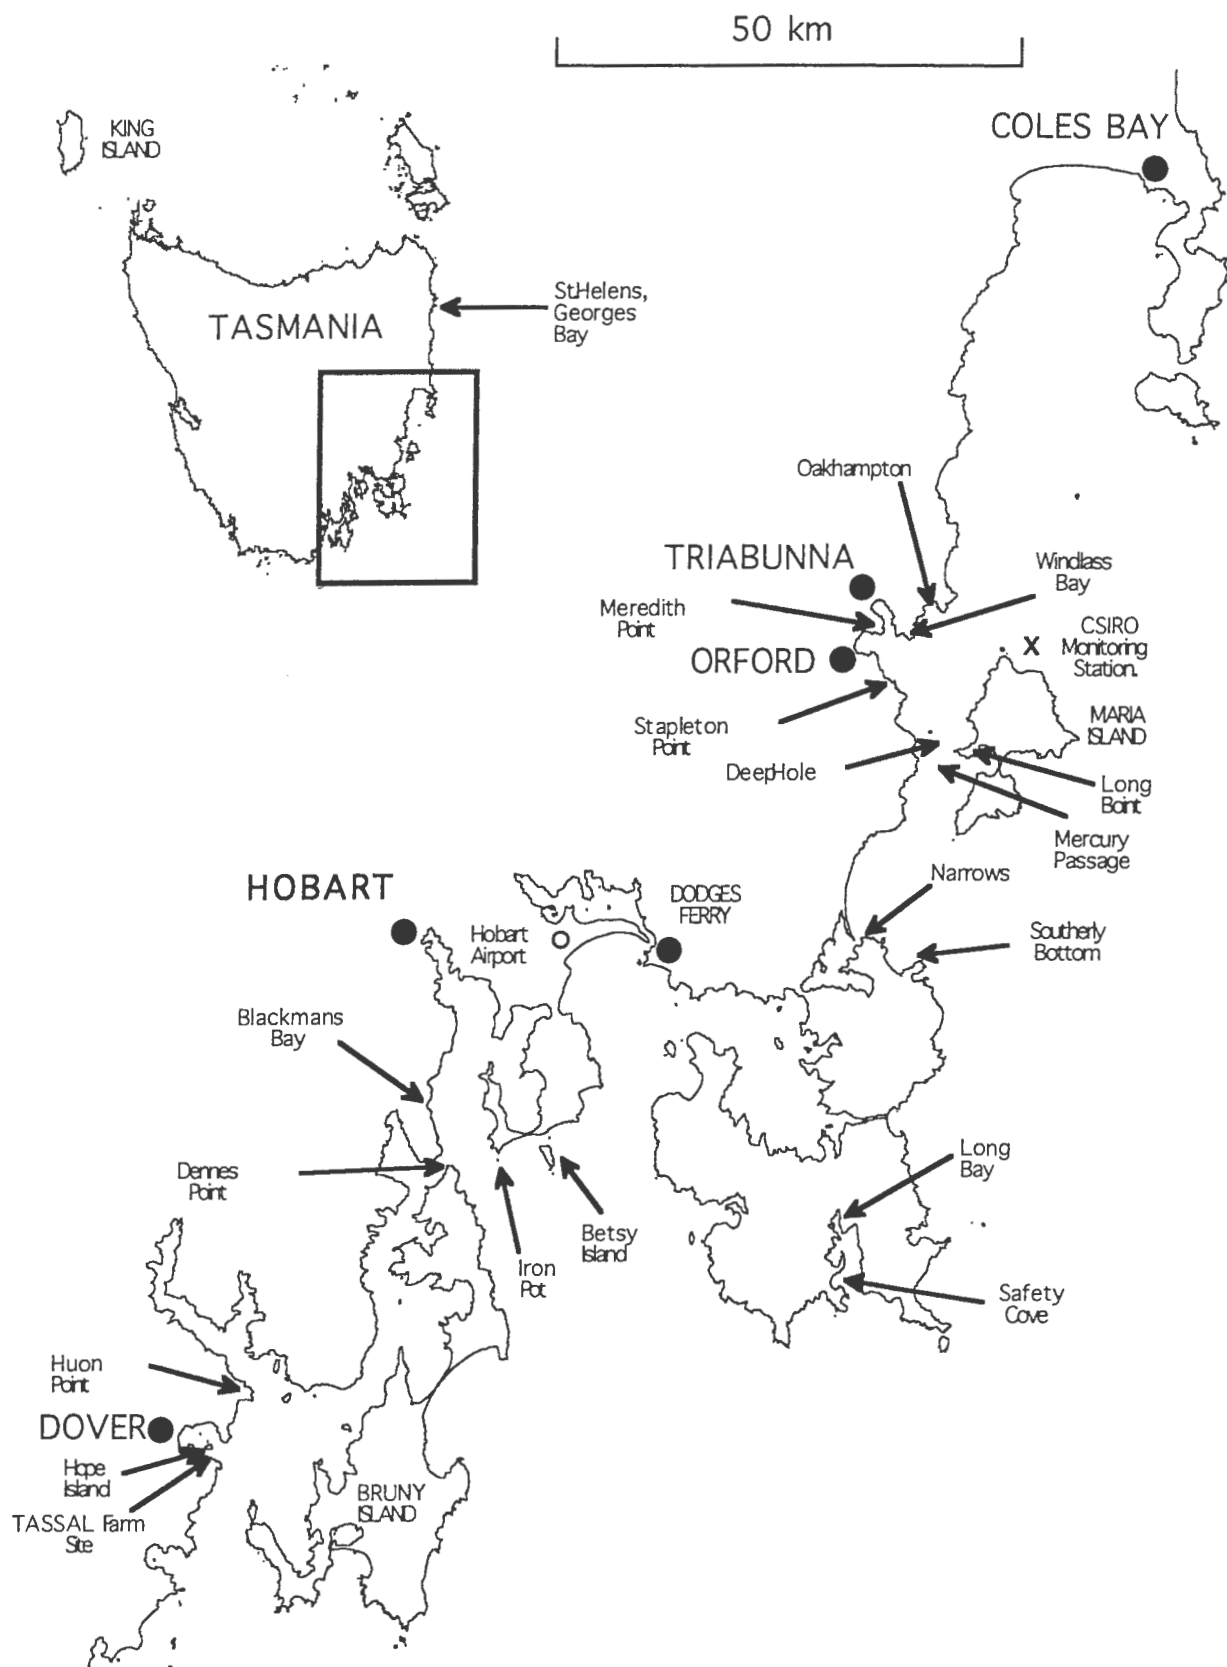 50 km
COLES BAY
KING
ISLAND
St.Helens,
Georges
Bay
TASMANIA
Oakhampton
TRIABUNNA
Windlass
Bay
Meredith
Point
CSIRO
Monitoring
Station.
X
ORFORD
Stapleton
Point
MARIA
ISLAND
DeepHole
Long
Boint
Mercury
Passage
Narrows
HOBART
DODGES
FERRY
Hobart
Airport
Southerly
Bottom
Blackmans
Bay
Long
Bay
Dennes
Point
Betsy
Island
Iron
Pot
Safety
Cove
Huon
Point
DOVER
Hope
Island
BRUNY
ISLAND
TASSAL Farm
Site